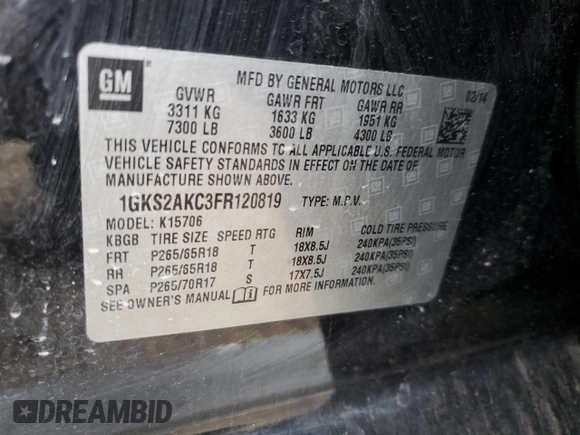 GM
MFD BY GENERAL MOTORS LLC 02/14
GVWR GAWR FRT GAWR RR
3311 KG 1633 KG 1951 KG
7300 LB 3600 LB 4300 LB
THIS VEHICLE CONFORMS TO ALL APPLICABLE U.S. FEDERAL MOTOR
VEHICLE SAFETY STANDARDS IN EFFECT ON THE DATE OF
MANUFACTURE SHOWN ABOVE.
1GKS2AKC3FR120819 TYPE: M.P.V.
MODEL: K15706
KBGB TIRE SIZE SPEED RTG RIM COLD TIRE PRESSURE
FRT P265/65R18 T 18X8.5J 240KPA(35PSI)
RR P265/65R18 T 18X8.5J 240KPA(35PSI)
SPA P265/70R17 S 17X7.5J 240KPA(35PSI)
SEE OWNER'S MANUAL FOR MORE INFORMATION.
DREAMBID